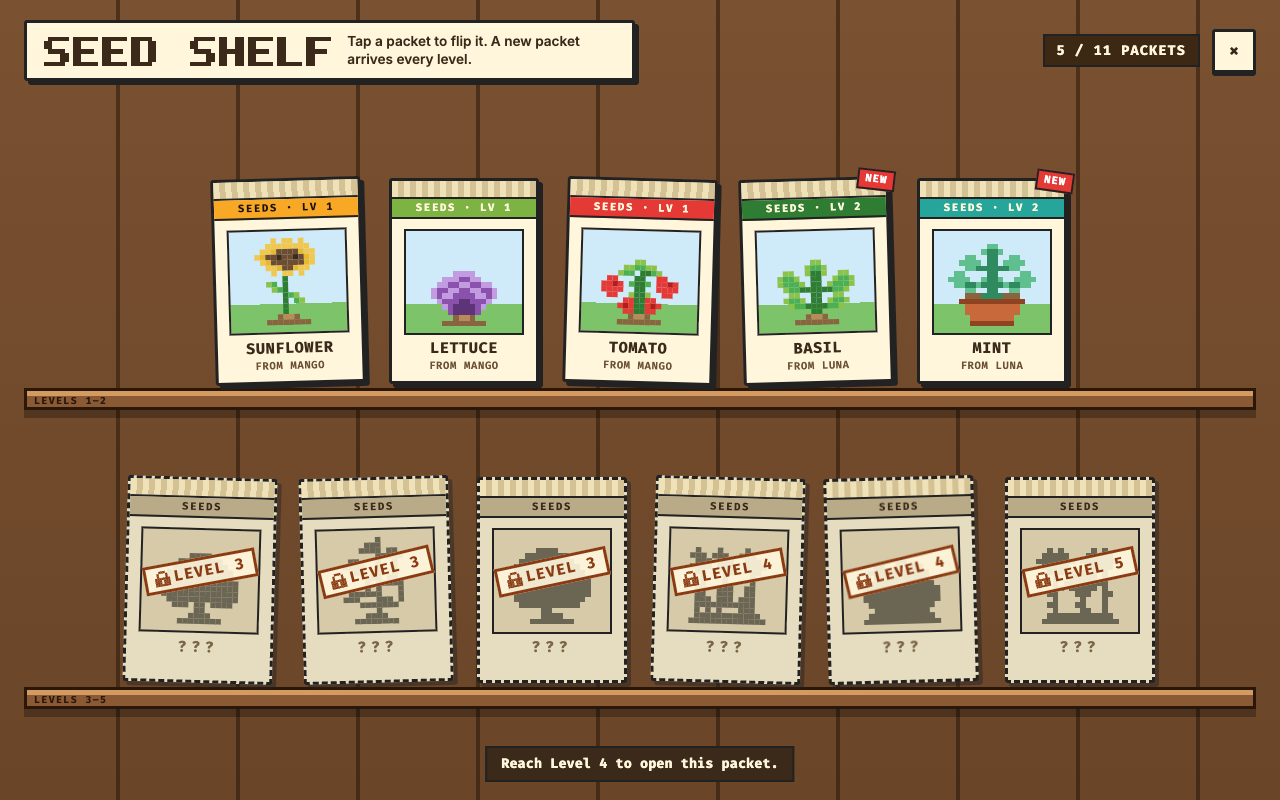 SEED SHELF
Tap a packet to flip it. A new packet
arrives every level.
5 / 11 PACKETS
×
NEW
NEW
SEEDS · LV 1
SEEDS · LV 1
SEEDS · LV 1
SEEDS · LV 2
SEEDS · LV 2
SUNFLOWER
LETTUCE
TOMATO
BASIL
MINT
FROM MANGO
FROM MANGO
FROM MANGO
FROM LUNA
FROM LUNA
LEVELS 1–2
SEEDS
SEEDS
SEEDS
SEEDS
SEEDS
SEEDS
LEVEL 3
LEVEL 3
LEVEL 3
LEVEL 4
LEVEL 4
LEVEL 5
???
???
???
???
???
???
LEVELS 3–5
Reach Level 4 to open this packet.